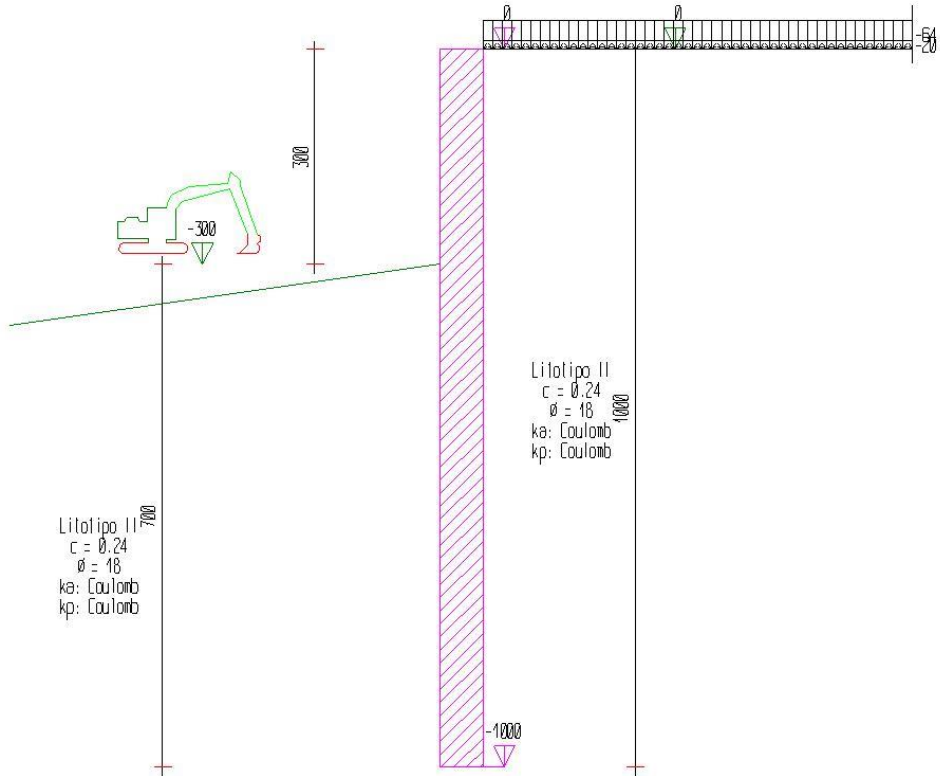 0
0
-64
-20
300
-300
Litotipo II
c = 0.24
ø = 18
ka: Coulomb
kp: Coulomb
1000
Litotipo II
c = 0.24
ø = 18
ka: Coulomb
kp: Coulomb
700
-1000